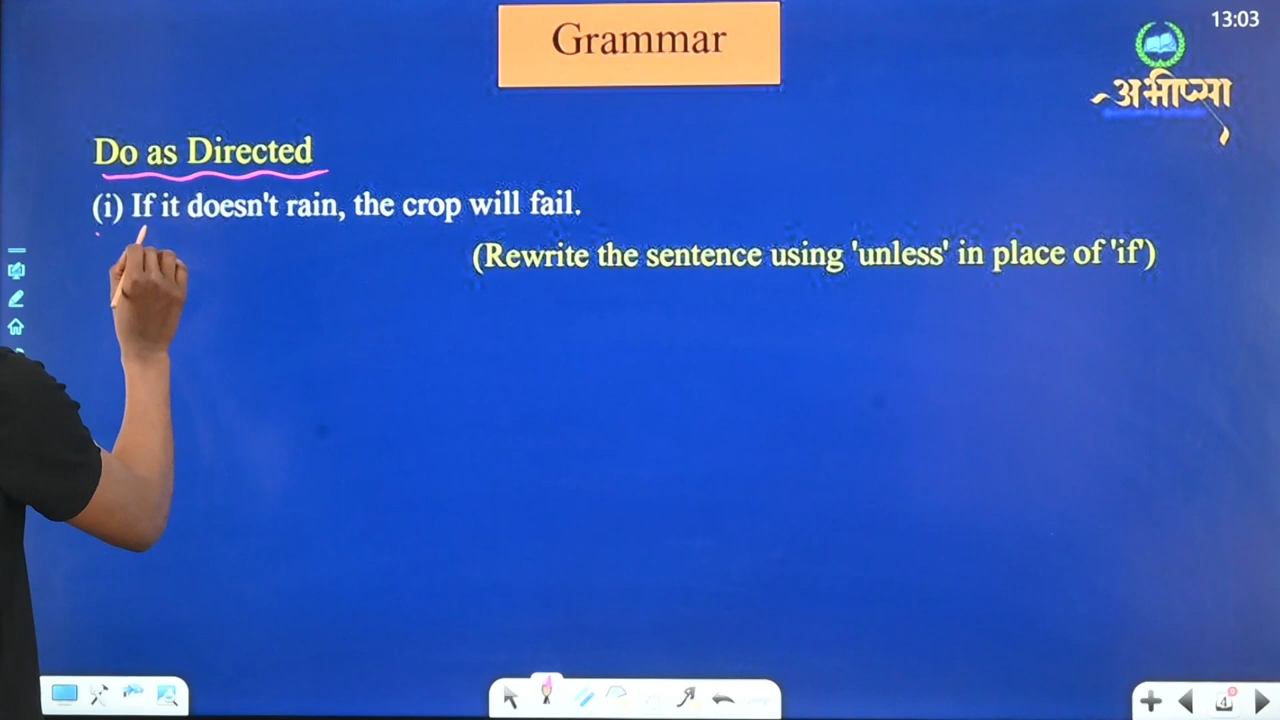 Grammar
13:03
अभीप्सा
Do as Directed
(i) If it doesn't rain, the crop will fail.
(Rewrite the sentence using 'unless' in place of 'if')
4